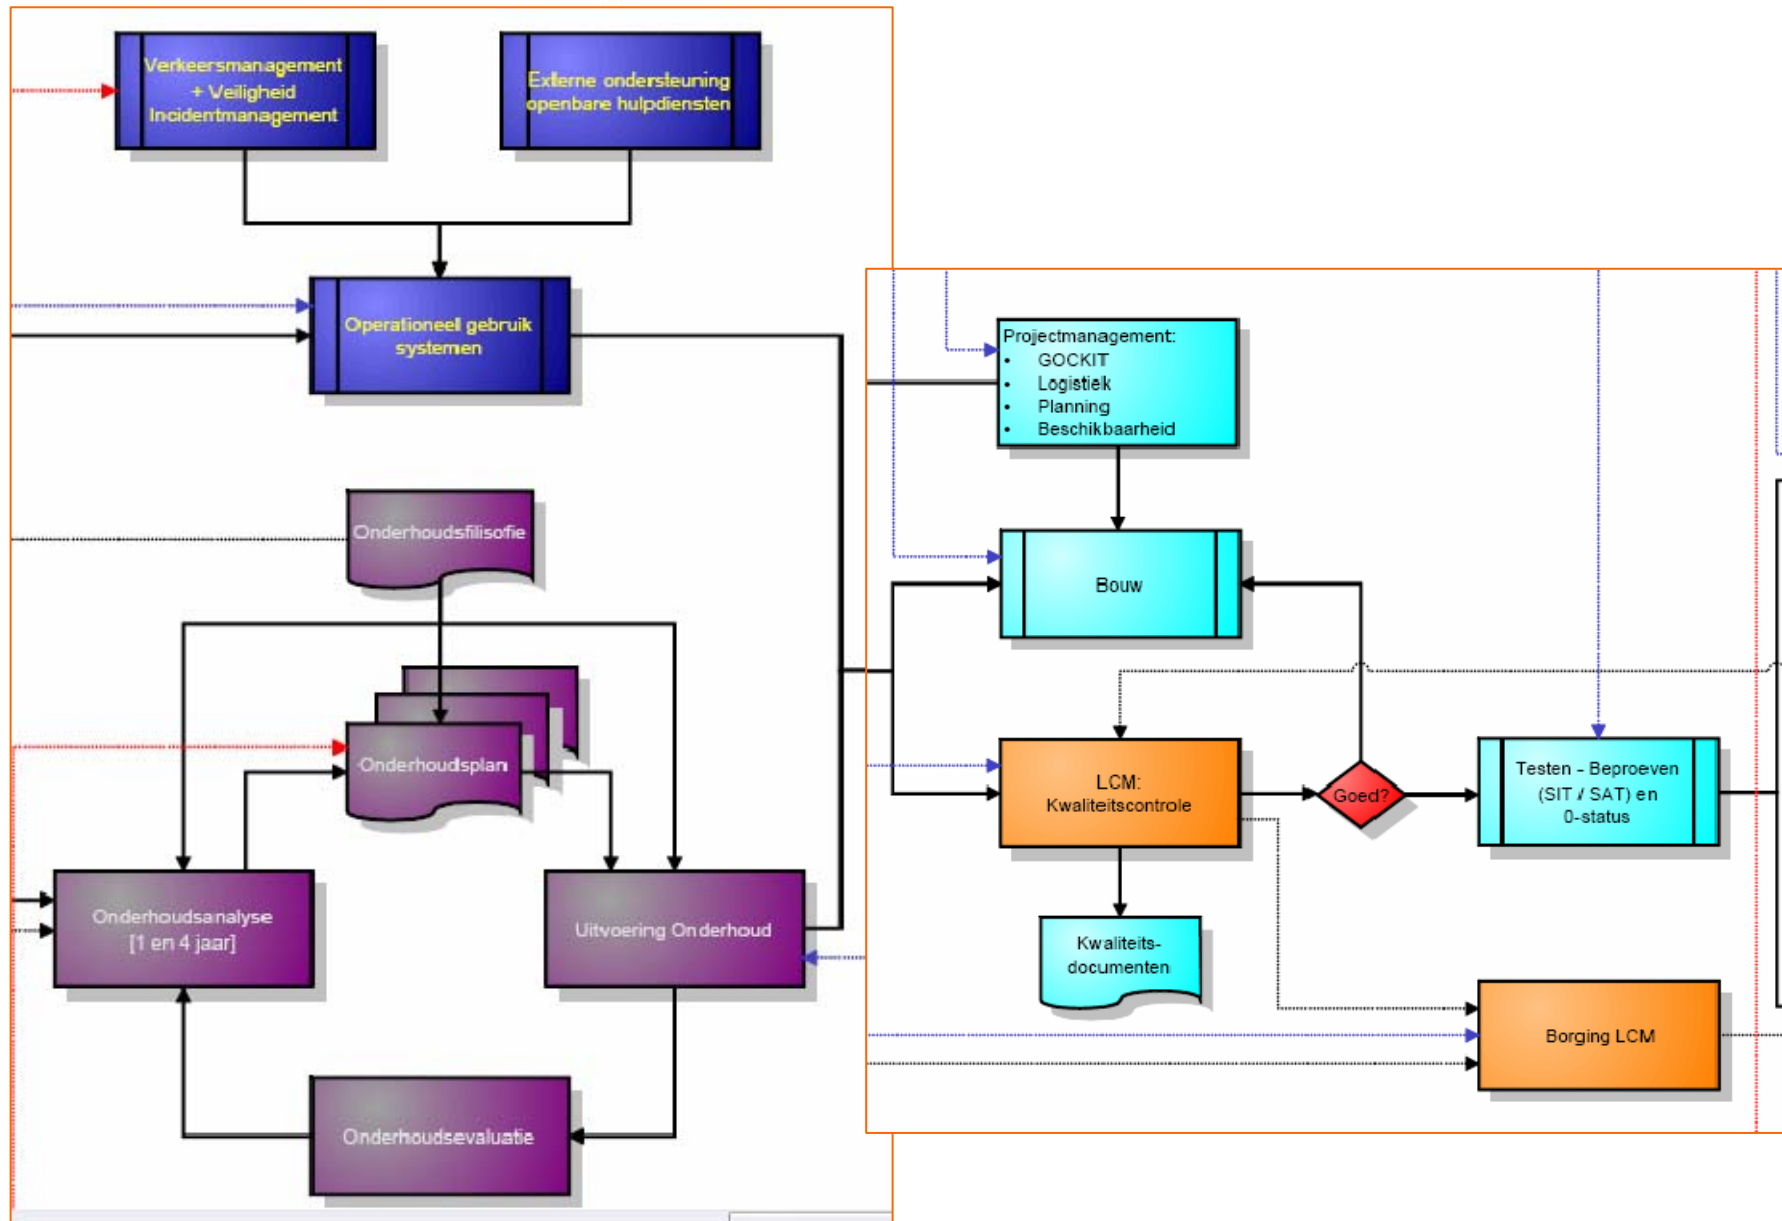 Verkeersmanagement
+ Veiligheid
Incidentmanagement
Externe ondersteuning
openbare hulpdiensten
Operationeel gebruik
systemen
Onderhoudsfilisofie
Onderhoudsplan
Onderhoudsanalyse
[1 en 4 jaar]
Uitvoering Onderhoud
Onderhoudsevaluatie
Projectmanagement:
• GOCKIT
• Logistiek
• Planning
• Beschikbaarheid
Bouw
LCM:
Kwaliteitscontrole
Goed?
Testen - Beproeven
(SIT / SAT) en
0-status
Kwaliteits-
documenten
Borging LCM